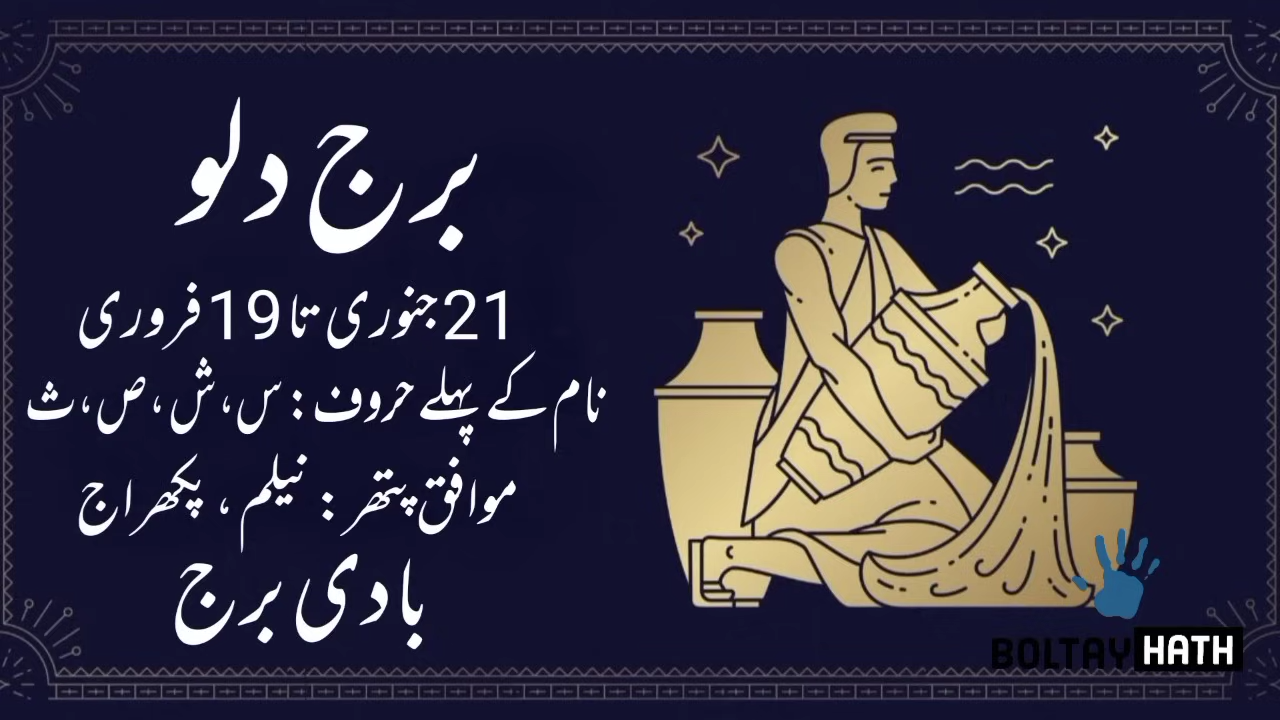 برج دلو
21 جنوری تا 19 فروری
نام کے پہلے حروف : س، ش، ص، ث
موافق پتھر : نیلم ، پکھراج
بادی برج
BOLTAY HATH